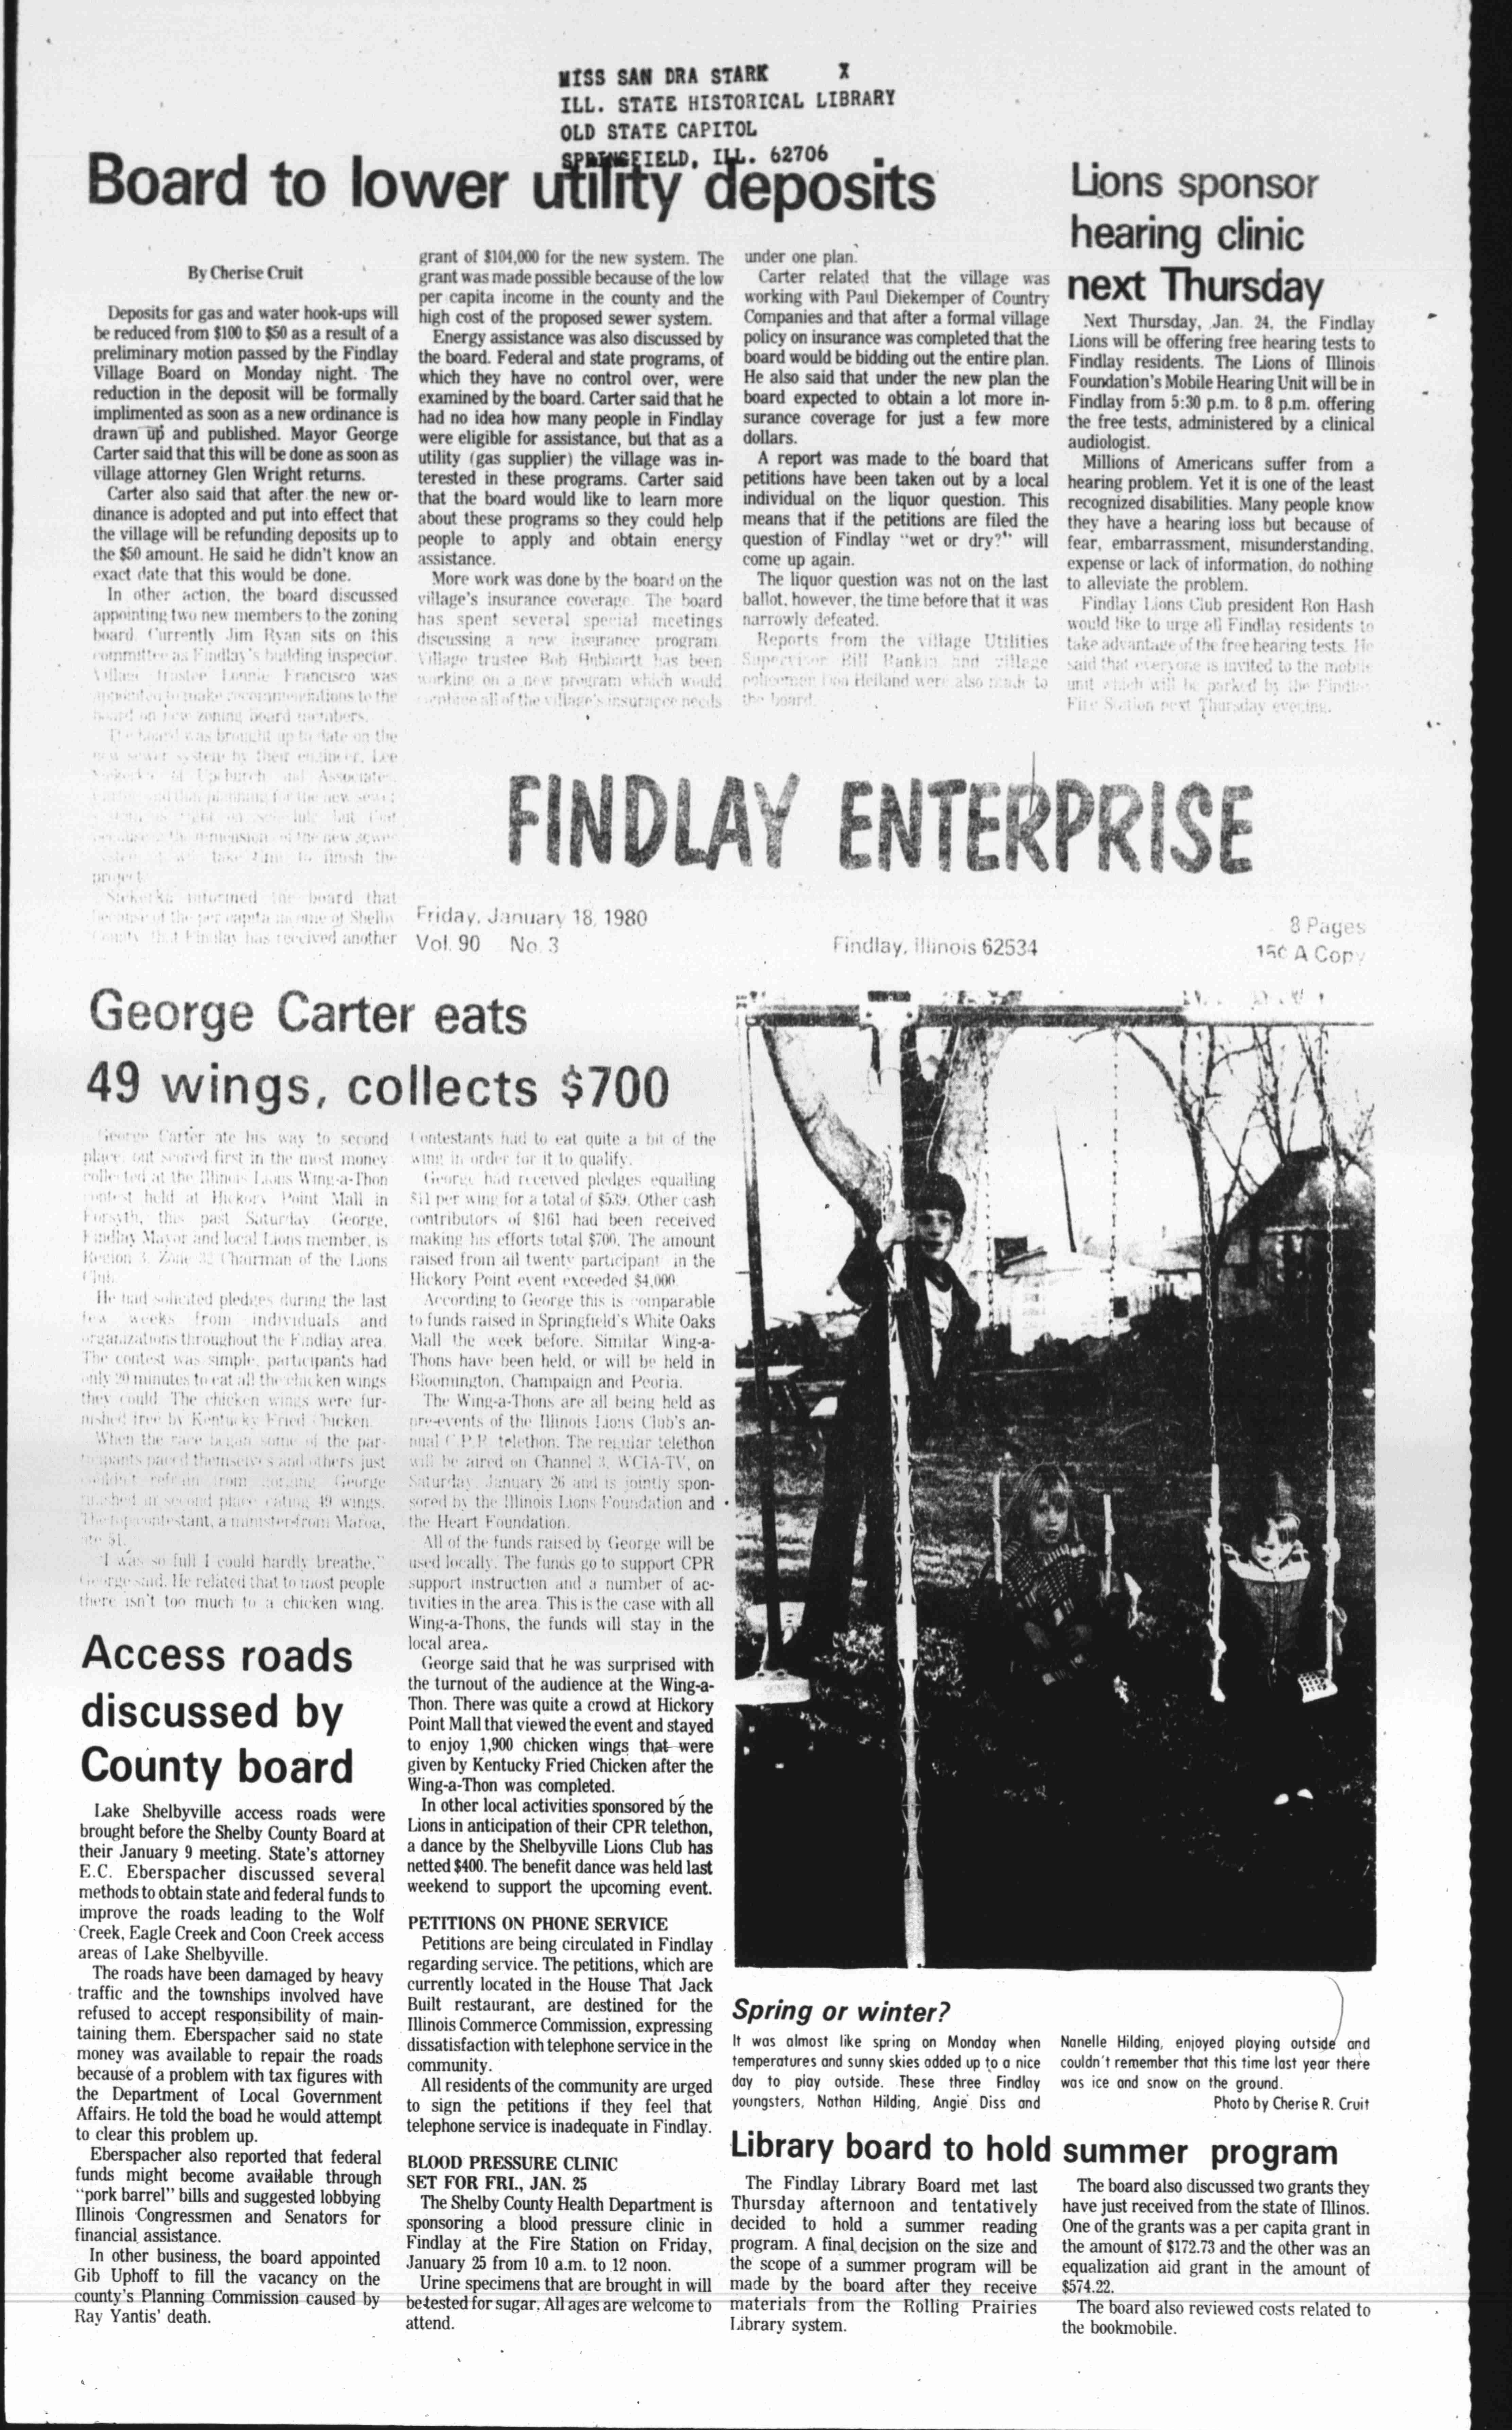 MISS SAN DRA STARK X
ILL. STATE HISTORICAL LIBRARY
OLD STATE CAPITOL
SPRINGFIELD, ILL. 62706
Board to lower utility deposits
By Cherise Cruit
Deposits for gas and water hook-ups will
be reduced from $100 to $50 as a result of a
preliminary motion passed by the Findlay
Village Board on Monday night. The
reduction in the deposit will be formally
implimented as soon as a new ordinance is
drawn up and published. Mayor George
Carter said that this will be done as soon as
village attorney Glen Wright returns.
Carter also said that after the new or-
dinance is adopted and put into effect that
the village will be refunding deposits up to
the $50 amount. He said he didn't know an
exact date that this would be done.
In other action, the board discussed
appointing two new members to the zoning
board. Currently Jim Ryan sits on this
committee as Findlay's building inspector.
Village trustee Lonnie Francisco was
appointed to make recommendations to the
board on new zoning board members.
The board was brought up to date on the
new sewer system by their engineer, Lee
of Upchurch and Associates.
said that planning for the new sewer
is right on but that
of the new sewer
take time to finish the
project.
informed the board that
because of the per capita income of Shelby
County, that Findlay has received another
grant of $104,000 for the new system. The
grant was made possible because of the low
per capita income in the county and the
high cost of the proposed sewer system.
Energy assistance was also discussed by
the board. Federal and state programs, of
which they have no control over, were
examined by the board. Carter said that he
had no idea how many people in Findlay
were eligible for assistance, but that as a
utility (gas supplier) the village was in-
terested in these programs. Carter said
that the board would like to learn more
about these programs so they could help
people to apply and obtain energy
assistance.
More work was done by the board on the
village's insurance coverage. The board
has spent several special meetings
discussing a new insurance program.
Village trustee Bob Hubbartt has been
working on a new program which would
combine all of the village's insurance needs
under one plan.
Carter related that the village was
working with Paul Diekemper of Country
Companies and that after a formal village
policy on insurance was completed that the
board would be bidding out the entire plan.
He also said that under the new plan the
board expected to obtain a lot more in-
surance coverage for just a few more
dollars.
A report was made to the board that
petitions have been taken out by a local
individual on the liquor question. This
means that if the petitions are filed the
question of Findlay "wet or dry?" will
come up again.
The liquor question was not on the last
ballot, however, the time before that it was
narrowly defeated.
Reports from the village Utilities
Supervisor Bill Rankin and village
policeman Don Heiland were also made to
the board.
Lions sponsor
hearing clinic
next Thursday
Next Thursday, Jan. 24, the Findlay
Lions will be offering free hearing tests to
Findlay residents. The Lions of Illinois
Foundation's Mobile Hearing Unit will be in
Findlay from 5:30 p.m. to 8 p.m. offering
the free tests, administered by a clinical
audiologist.
Millions of Americans suffer from a
hearing problem. Yet it is one of the least
recognized disabilities. Many people know
they have a hearing loss but because of
fear, embarrassment, misunderstanding,
expense or lack of information, do nothing
to alleviate the problem.
Findlay Lions Club president Ron Hash
would like to urge all Findlay residents to
take advantage of the free hearing tests. He
said that everyone is invited to the mobile
unit which will be parked by the Findlay
Fire Station next Thursday evening.
FINDLAY ENTERPRISE
Friday, January 18, 1980
Vol. 90 No. 3
Findlay, Illinois 62534
8 Pages
15¢ A Copy
George Carter eats
49 wings, collects $700
George Carter ate his way to second
place, but scored first in the most money
collected at the Illinois Lions Wing-a-Thon
contest held at Hickory Point Mall in
Forsyth, this past Saturday. George,
Findlay Mayor and local Lions member, is
Region 3, Zone Chairman of the Lions
Club.
He had solicited pledges during the last
few weeks from individuals and
organizations throughout the Findlay area.
The contest was simple, participants had
only 20 minutes to eat all the chicken wings
they could. The chicken wings were fur-
nished free by Kentucky Fried Chicken.
When the race began some of the par-
ticipants paced themselves and others just
couldn't refrain from gorging. George
finished in second place eating 49 wings.
The top contestant, a minister from Maroa,
ate 51.
"I was so full I could hardly breathe,"
George said. He related that to most people
there isn't too much to a chicken wing.
Contestants had to eat quite a bit of the
wing in order for it to qualify.
George had received pledges equalling
$11 per wing for a total of $539. Other cash
contributors of $161 had been received
making his efforts total $700. The amount
raised from all twenty participant in the
Hickory Point event exceeded $4,000.
According to George this is comparable
to funds raised in Springfield's White Oaks
Mall the week before. Similar Wing-a-
Thons have been held, or will be held in
Bloomington, Champaign and Peoria.
The Wing-a-Thons are all being held as
pre-events of the Illinois Lions Club's an-
nual C.P.R. telethon. The regular telethon
will be aired on Channel 3, WCIA-TV, on
Saturday, January 26 and is jointly spon-
sored by the Illinois Lions Foundation and
the Heart Foundation.
All of the funds raised by George will be
used locally. The funds go to support CPR
support instruction and a number of ac-
tivities in the area. This is the case with all
Wing-a-Thons, the funds will stay in the
local area.
George said that he was surprised with
the turnout of the audience at the Wing-a-
Thon. There was quite a crowd at Hickory
Point Mall that viewed the event and stayed
to enjoy 1,900 chicken wings that were
given by Kentucky Fried Chicken after the
Wing-a-Thon was completed.
In other local activities sponsored by the
Lions in anticipation of their CPR telethon,
a dance by the Shelbyville Lions Club has
netted $400. The benefit dance was held last
weekend to support the upcoming event.
Access roads
discussed by
County board
Lake Shelbyville access roads were
brought before the Shelby County Board at
their January 9 meeting. State's attorney
E.C. Eberspacher discussed several
methods to obtain state and federal funds to
improve the roads leading to the Wolf
Creek, Eagle Creek and Coon Creek access
areas of Lake Shelbyville.
The roads have been damaged by heavy
traffic and the townships involved have
refused to accept responsibility of main-
taining them. Eberspacher said no state
money was available to repair the roads
because of a problem with tax figures with
the Department of Local Government
Affairs. He told the boad he would attempt
to clear this problem up.
Eberspacher also reported that federal
funds might become available through
"pork barrel" bills and suggested lobbying
Illinois Congressmen and Senators for
financial assistance.
In other business, the board appointed
Gib Uphoff to fill the vacancy on the
county's Planning Commission caused by
Ray Yantis' death.
PETITIONS ON PHONE SERVICE
Petitions are being circulated in Findlay
regarding service. The petitions, which are
currently located in the House That Jack
Built restaurant, are destined for the
Illinois Commerce Commission, expressing
dissatisfaction with telephone service in the
community.
All residents of the community are urged
to sign the petitions if they feel that
telephone service is inadequate in Findlay.
BLOOD PRESSURE CLINIC
SET FOR FRI., JAN. 25
The Shelby County Health Department is
sponsoring a blood pressure clinic in
Findlay at the Fire Station on Friday,
January 25 from 10 a.m. to 12 noon.
Urine specimens that are brought in will
be tested for sugar. All ages are welcome to
attend.
Spring or winter?
It was almost like spring on Monday when
temperatures and sunny skies added up to a nice
day to play outside. These three Findlay
youngsters, Nathan Hilding, Angie Diss and
Nanelle Hilding, enjoyed playing outside and
couldn't remember that this time last year there
was ice and snow on the ground.
Photo by Cherise R. Cruit
Library board to hold summer program
The Findlay Library Board met last
Thursday afternoon and tentatively
decided to hold a summer reading
program. A final decision on the size and
the scope of a summer program will be
made by the board after they receive
materials from the Rolling Prairies
Library system.
The board also discussed two grants they
have just received from the state of Illinos.
One of the grants was a per capita grant in
the amount of $172.73 and the other was an
equalization aid grant in the amount of
$574.22.
The board also reviewed costs related to
the bookmobile.